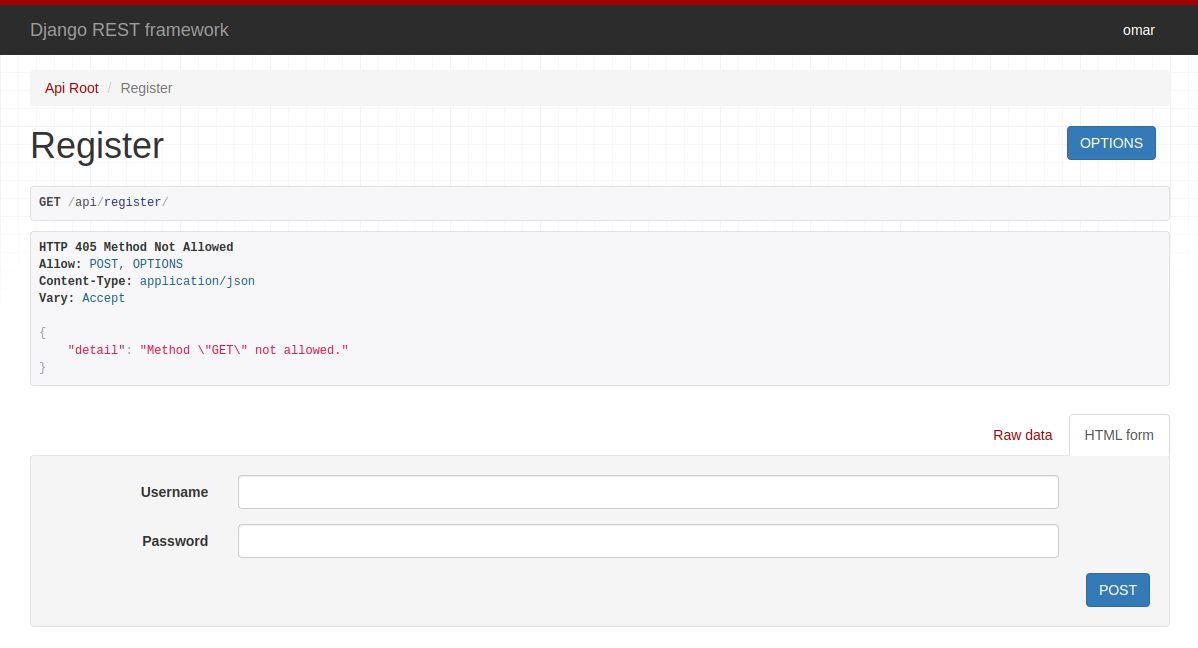 Django REST framework
omar
Api Root / Register
Register
OPTIONS
GET /api/register/
HTTP 405 Method Not Allowed
Allow: POST, OPTIONS
Content-Type: application/json
Vary: Accept
{
    "detail": "Method \"GET\" not allowed."
}
Raw data
HTML form
Username
Password
POST